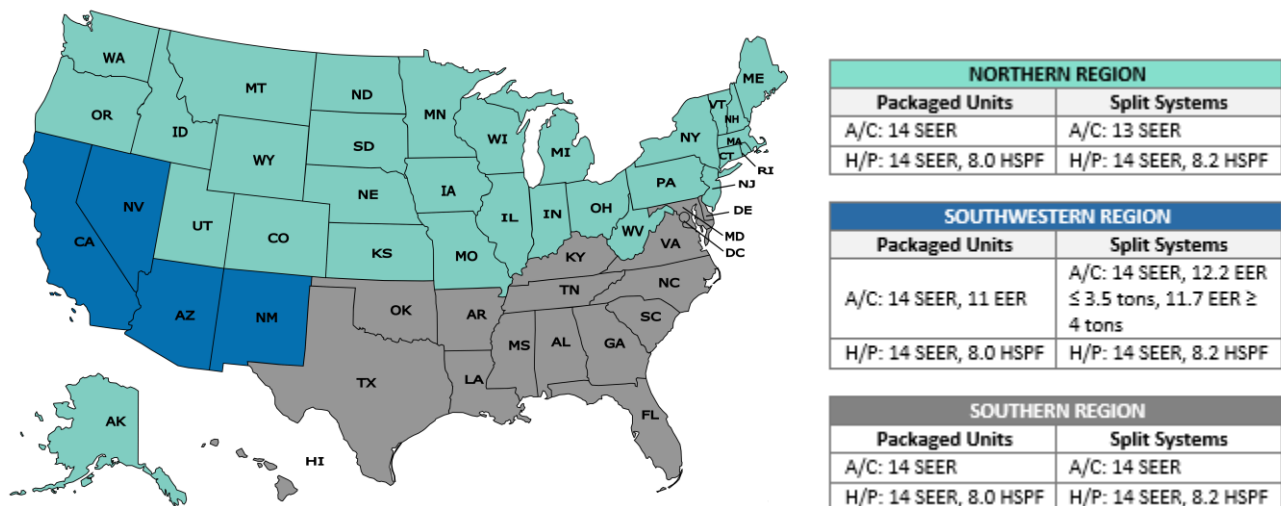 WA
MT
ND
MN
ME
OR
ID
WY
SD
WI
MI
NY
VT
NH
MA
CT
RI
NV
UT
CO
NE
KS
IA
MO
IL
IN
OH
PA
NJ
WV
DE
MD
DC
CA
AZ
NM
OK
AR
KY
VA
TN
NC
SC
MS
AL
GA
TX
LA
FL
AK
HI
NORTHERN REGION
Packaged Units Split Systems
A/C: 14 SEER A/C: 13 SEER
H/P: 14 SEER, 8.0 HSPF H/P: 14 SEER, 8.2 HSPF
SOUTHWESTERN REGION
Packaged Units Split Systems
A/C: 14 SEER, 11 EER A/C: 14 SEER, 12.2 EER
≤ 3.5 tons, 11.7 EER ≥
4 tons
H/P: 14 SEER, 8.0 HSPF H/P: 14 SEER, 8.2 HSPF
SOUTHERN REGION
Packaged Units Split Systems
A/C: 14 SEER A/C: 14 SEER
H/P: 14 SEER, 8.0 HSPF H/P: 14 SEER, 8.2 HSPF